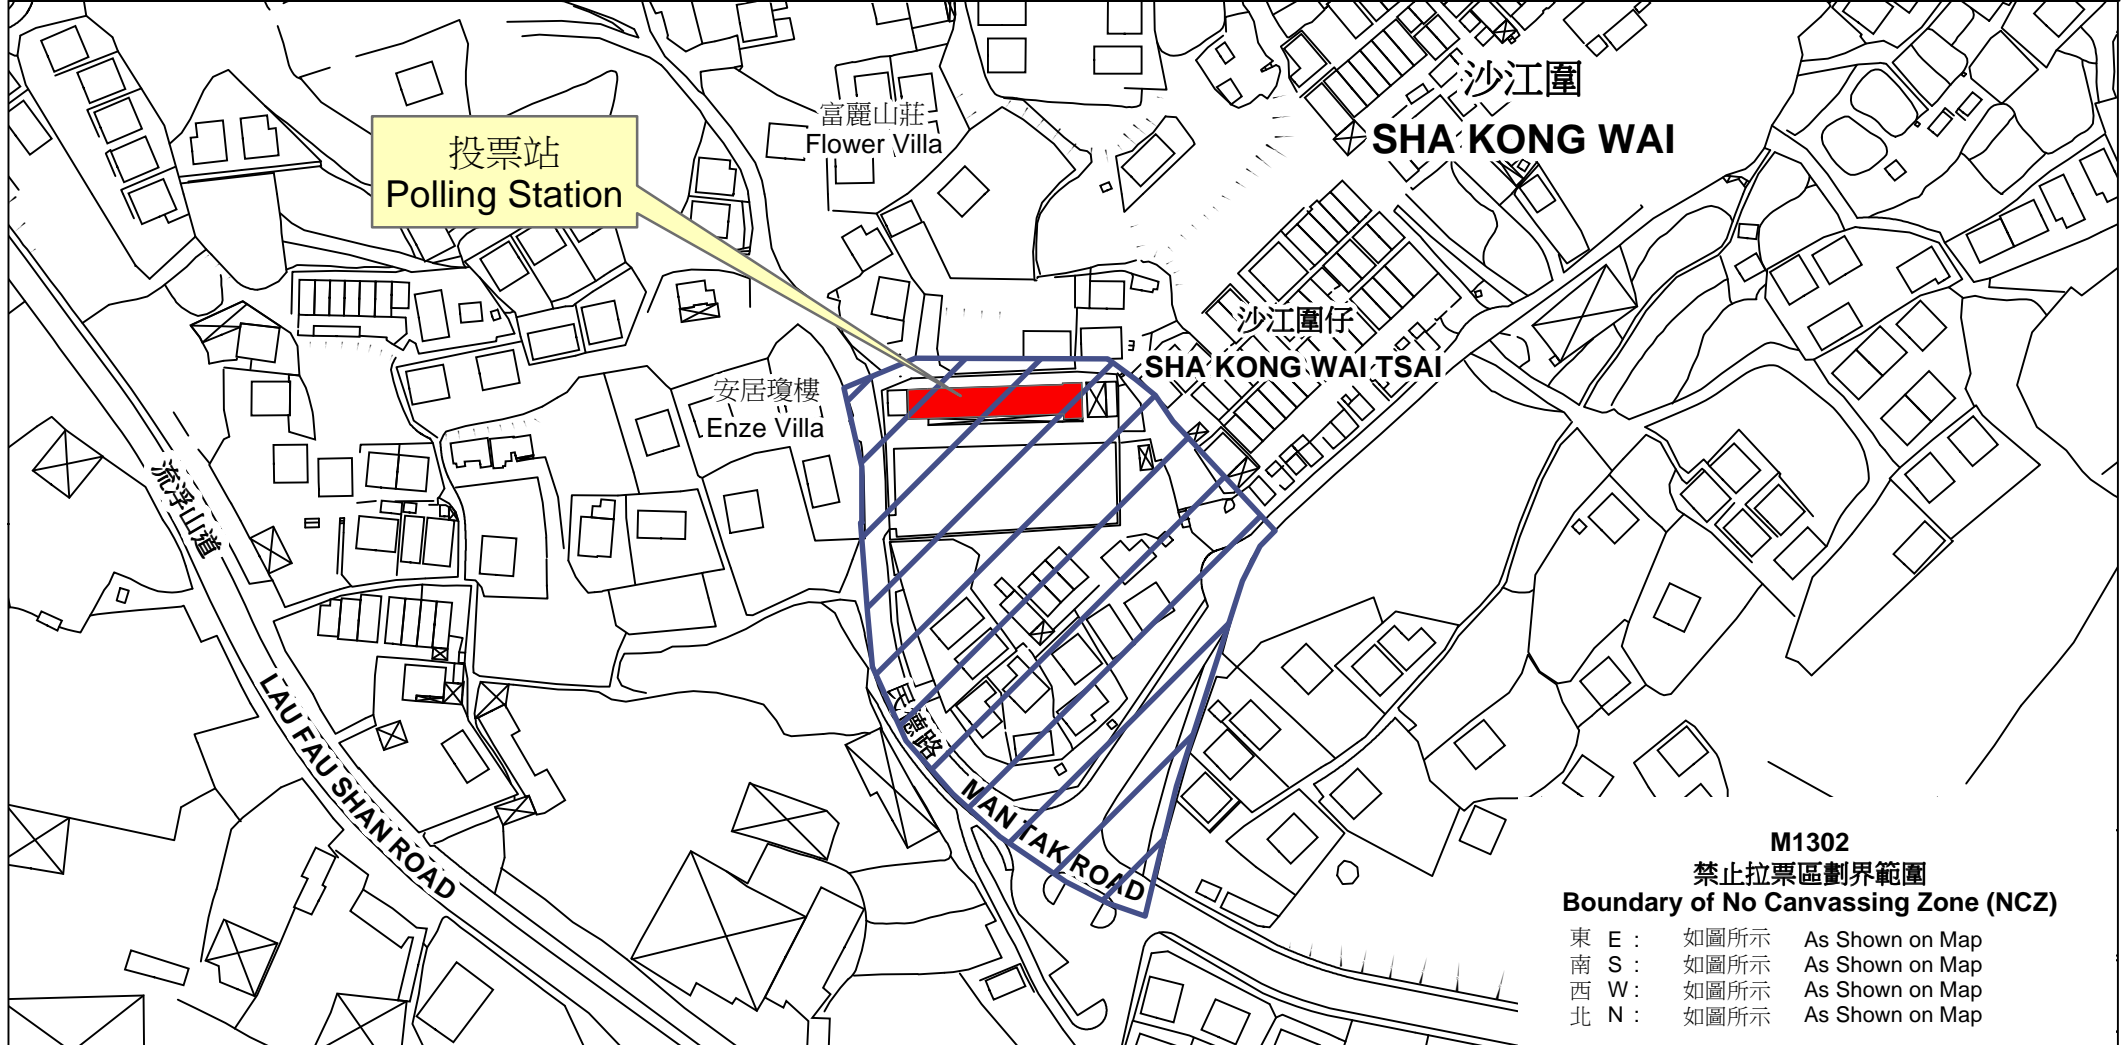 沙江圍
SHA KONG WAI
富麗山莊
Flower Villa
投票站
Polling Station
沙江圍仔
SHA KONG WAI TSAI
安居瓊樓
Enze Villa
流浮山道
LAU FAU SHAN ROAD
民德路
MAN TAK ROAD
M1302
禁止拉票區劃界範圍
Boundary of No Canvassing Zone (NCZ)
東 E : 如圖所示 As Shown on Map
南 S : 如圖所示 As Shown on Map
西 W : 如圖所示 As Shown on Map
北 N : 如圖所示 As Shown on Map